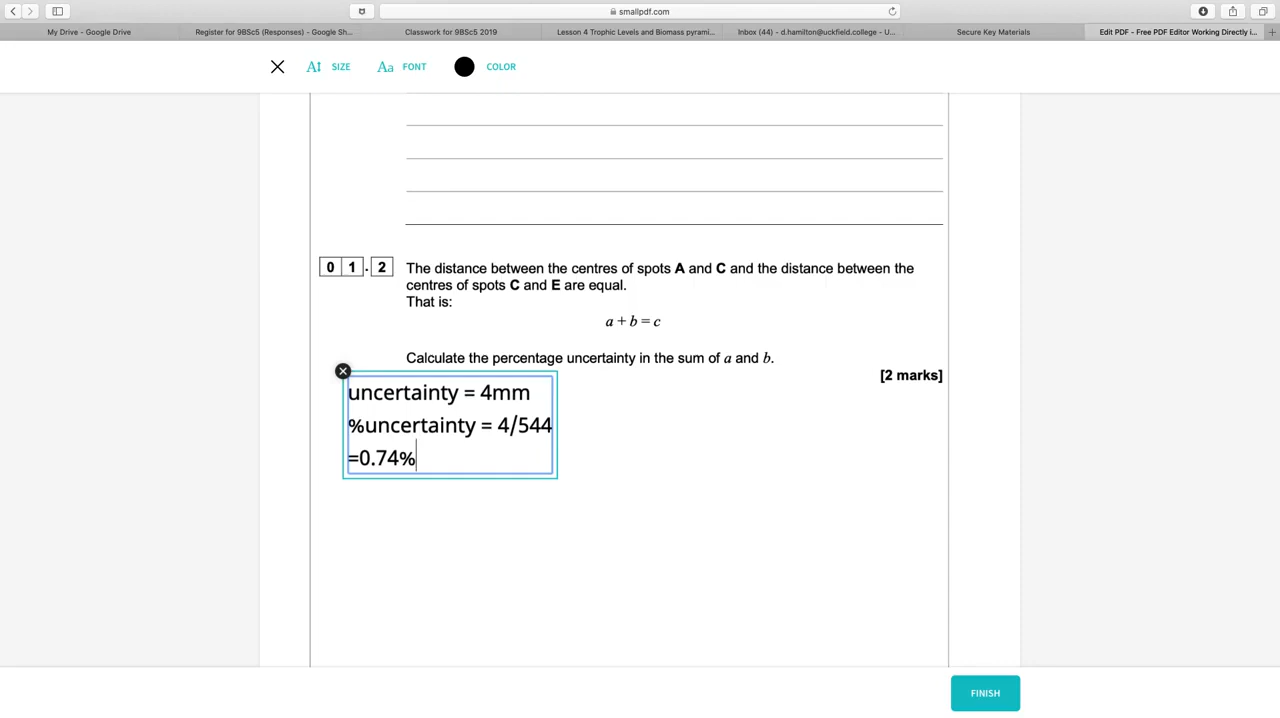 smallpdf.com
My Drive - Google Drive
Register for 9BSc5 (Responses) - Google Sh...
Classwork for 9BSc5 2019
Lesson 4 Trophic Levels and Biomass pyrami...
Inbox (44) - d.hamilton@uckfield.college - U...
Secure Key Materials
Edit PDF - Free PDF Editor Working Directly i...
SIZE
Aa FONT
COLOR
0 1 . 2 The distance between the centres of spots A and C and the distance between the
centres of spots C and E are equal.
That is:
a + b = c
Calculate the percentage uncertainty in the sum of a and b.
[2 marks]
uncertainty = 4mm
%uncertainty = 4/544
=0.74%
FINISH